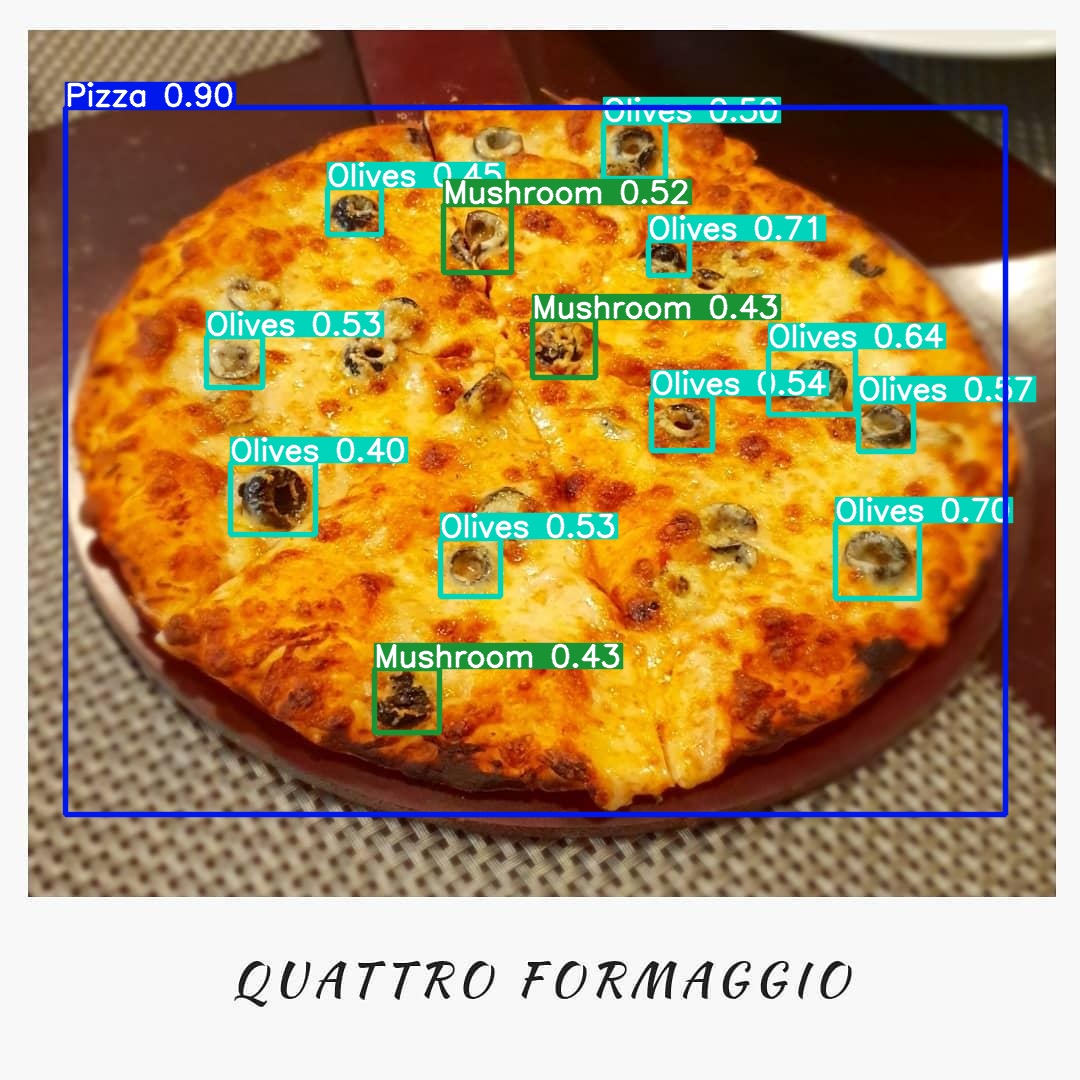 Pizza 0.90
Olives 0.50
Olives 0.45
Mushroom 0.52
Olives 0.71
Mushroom 0.43
Olives 0.53
Olives 0.64
Olives 0.54
Olives 0.57
Olives 0.40
Olives 0.70
Olives 0.53
Mushroom 0.43
QUATTRO FORMAGGIO